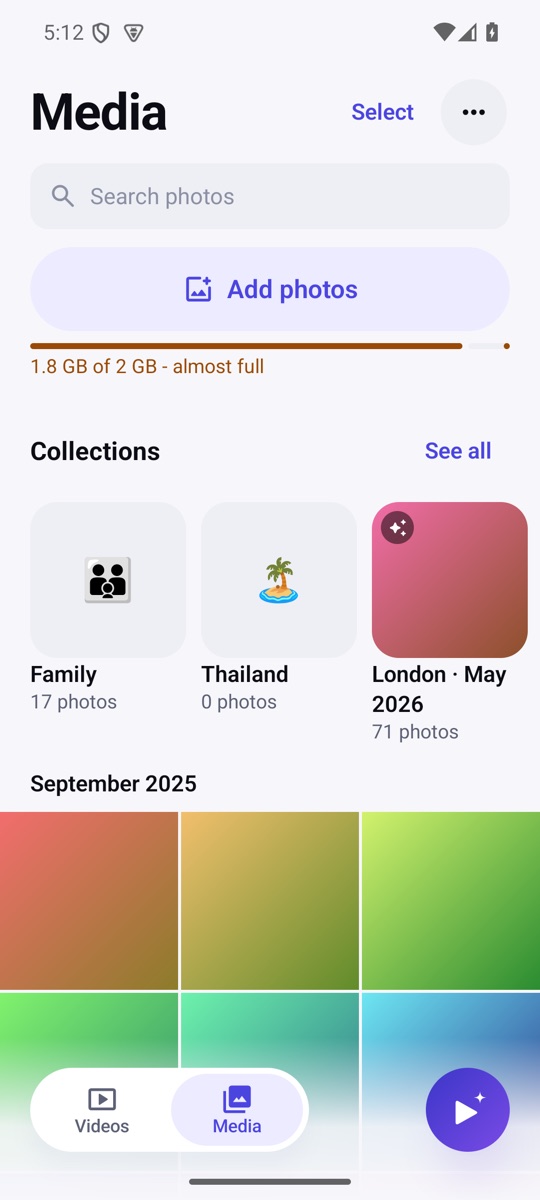 5:12
Media
Select
Search photos
Add photos
1.8 GB of 2 GB - almost full
Collections
See all
Family
17 photos
Thailand
0 photos
London · May
2026
71 photos
September 2025
Videos
Media